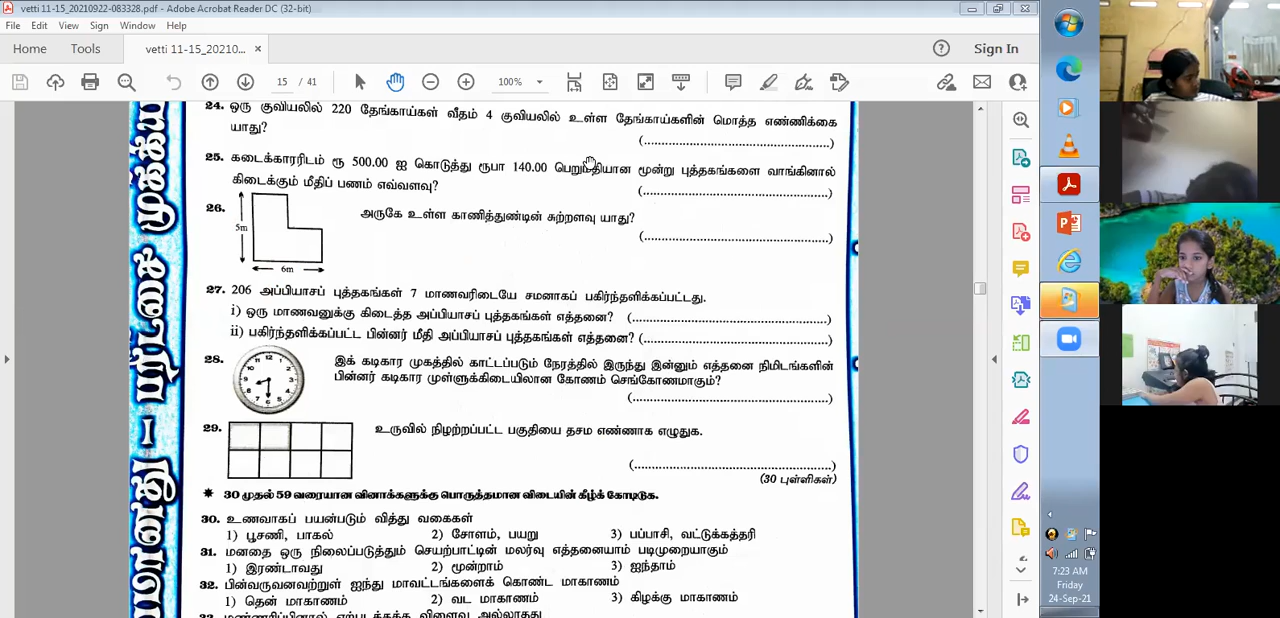 vetti 11-15_20210922-083328.pdf - Adobe Acrobat Reader DC (32-bit)
File Edit View Sign Window Help
Home Tools vetti 11-15_20210... × Sign In
15 / 41 100%
24. ஒரு குவியலில் 220 தேங்காய்கள் வீதம் 4 குவியலில் உள்ள தேங்காய்களின் மொத்த எண்ணிக்கை
யாது? (........................................)
25. கடைக்காரரிடம் ரூ 500.00 ஐ கொடுத்து ரூபா 140.00 பெறுமதியான மூன்று புத்தகங்களை வாங்கினால்
கிடைக்கும் மீதிப் பணம் எவ்வளவு? (........................................)
26. அருகே உள்ள காணித்துண்டின் சுற்றளவு யாது?
5m (........................................)
6m
27. 206 அப்பியாசப் புத்தகங்கள் 7 மாணவரிடையே சமனாகப் பகிர்ந்தளிக்கப்பட்டது.
i) ஒரு மாணவனுக்கு கிடைத்த அப்பியாசப் புத்தகங்கள் எத்தனை? (........................................)
ii) பகிர்ந்தளிக்கப்பட்ட பின்னர் மீதி அப்பியாசப் புத்தகங்கள் எத்தனை? (........................................)
28. இக் கடிகார முகத்தில் காட்டப்படும் நேரத்தில் இருந்து இன்னும் எத்தனை நிமிடங்களின்
பின்னர் கடிகார முள்ளுக்கிடையிலான கோணம் செங்கோணமாகும்?
(........................................)
29. உருவில் நிழற்றப்பட்ட பகுதியை தசம எண்ணாக எழுதுக.
(........................................)
(30 புள்ளிகள்)
* 30 முதல் 59 வரையான வினாக்களுக்கு பொருத்தமான விடையின் கீழ்க் கோடிடுக.
30. உணவாகப் பயன்படும் வித்து வகைகள்
1) பூசணி, பாகல் 2) சோளம், பயறு 3) பப்பாசி, வட்டுக்கத்தரி
31. மனதை ஒரு நிலைப்படுத்தும் செயற்பாட்டின் மலர்வு எத்தனையாம் படிமுறையாகும்
1) இரண்டாவது 2) மூன்றாம் 3) ஐந்தாம்
32. பின்வருவனவற்றுள் ஐந்து மாவட்டங்களைக் கொண்ட மாகாணம்
1) தென் மாகாணம் 2) வட மாகாணம் 3) கிழக்கு மாகாணம்
7:23 AM
Friday
24-Sep-21